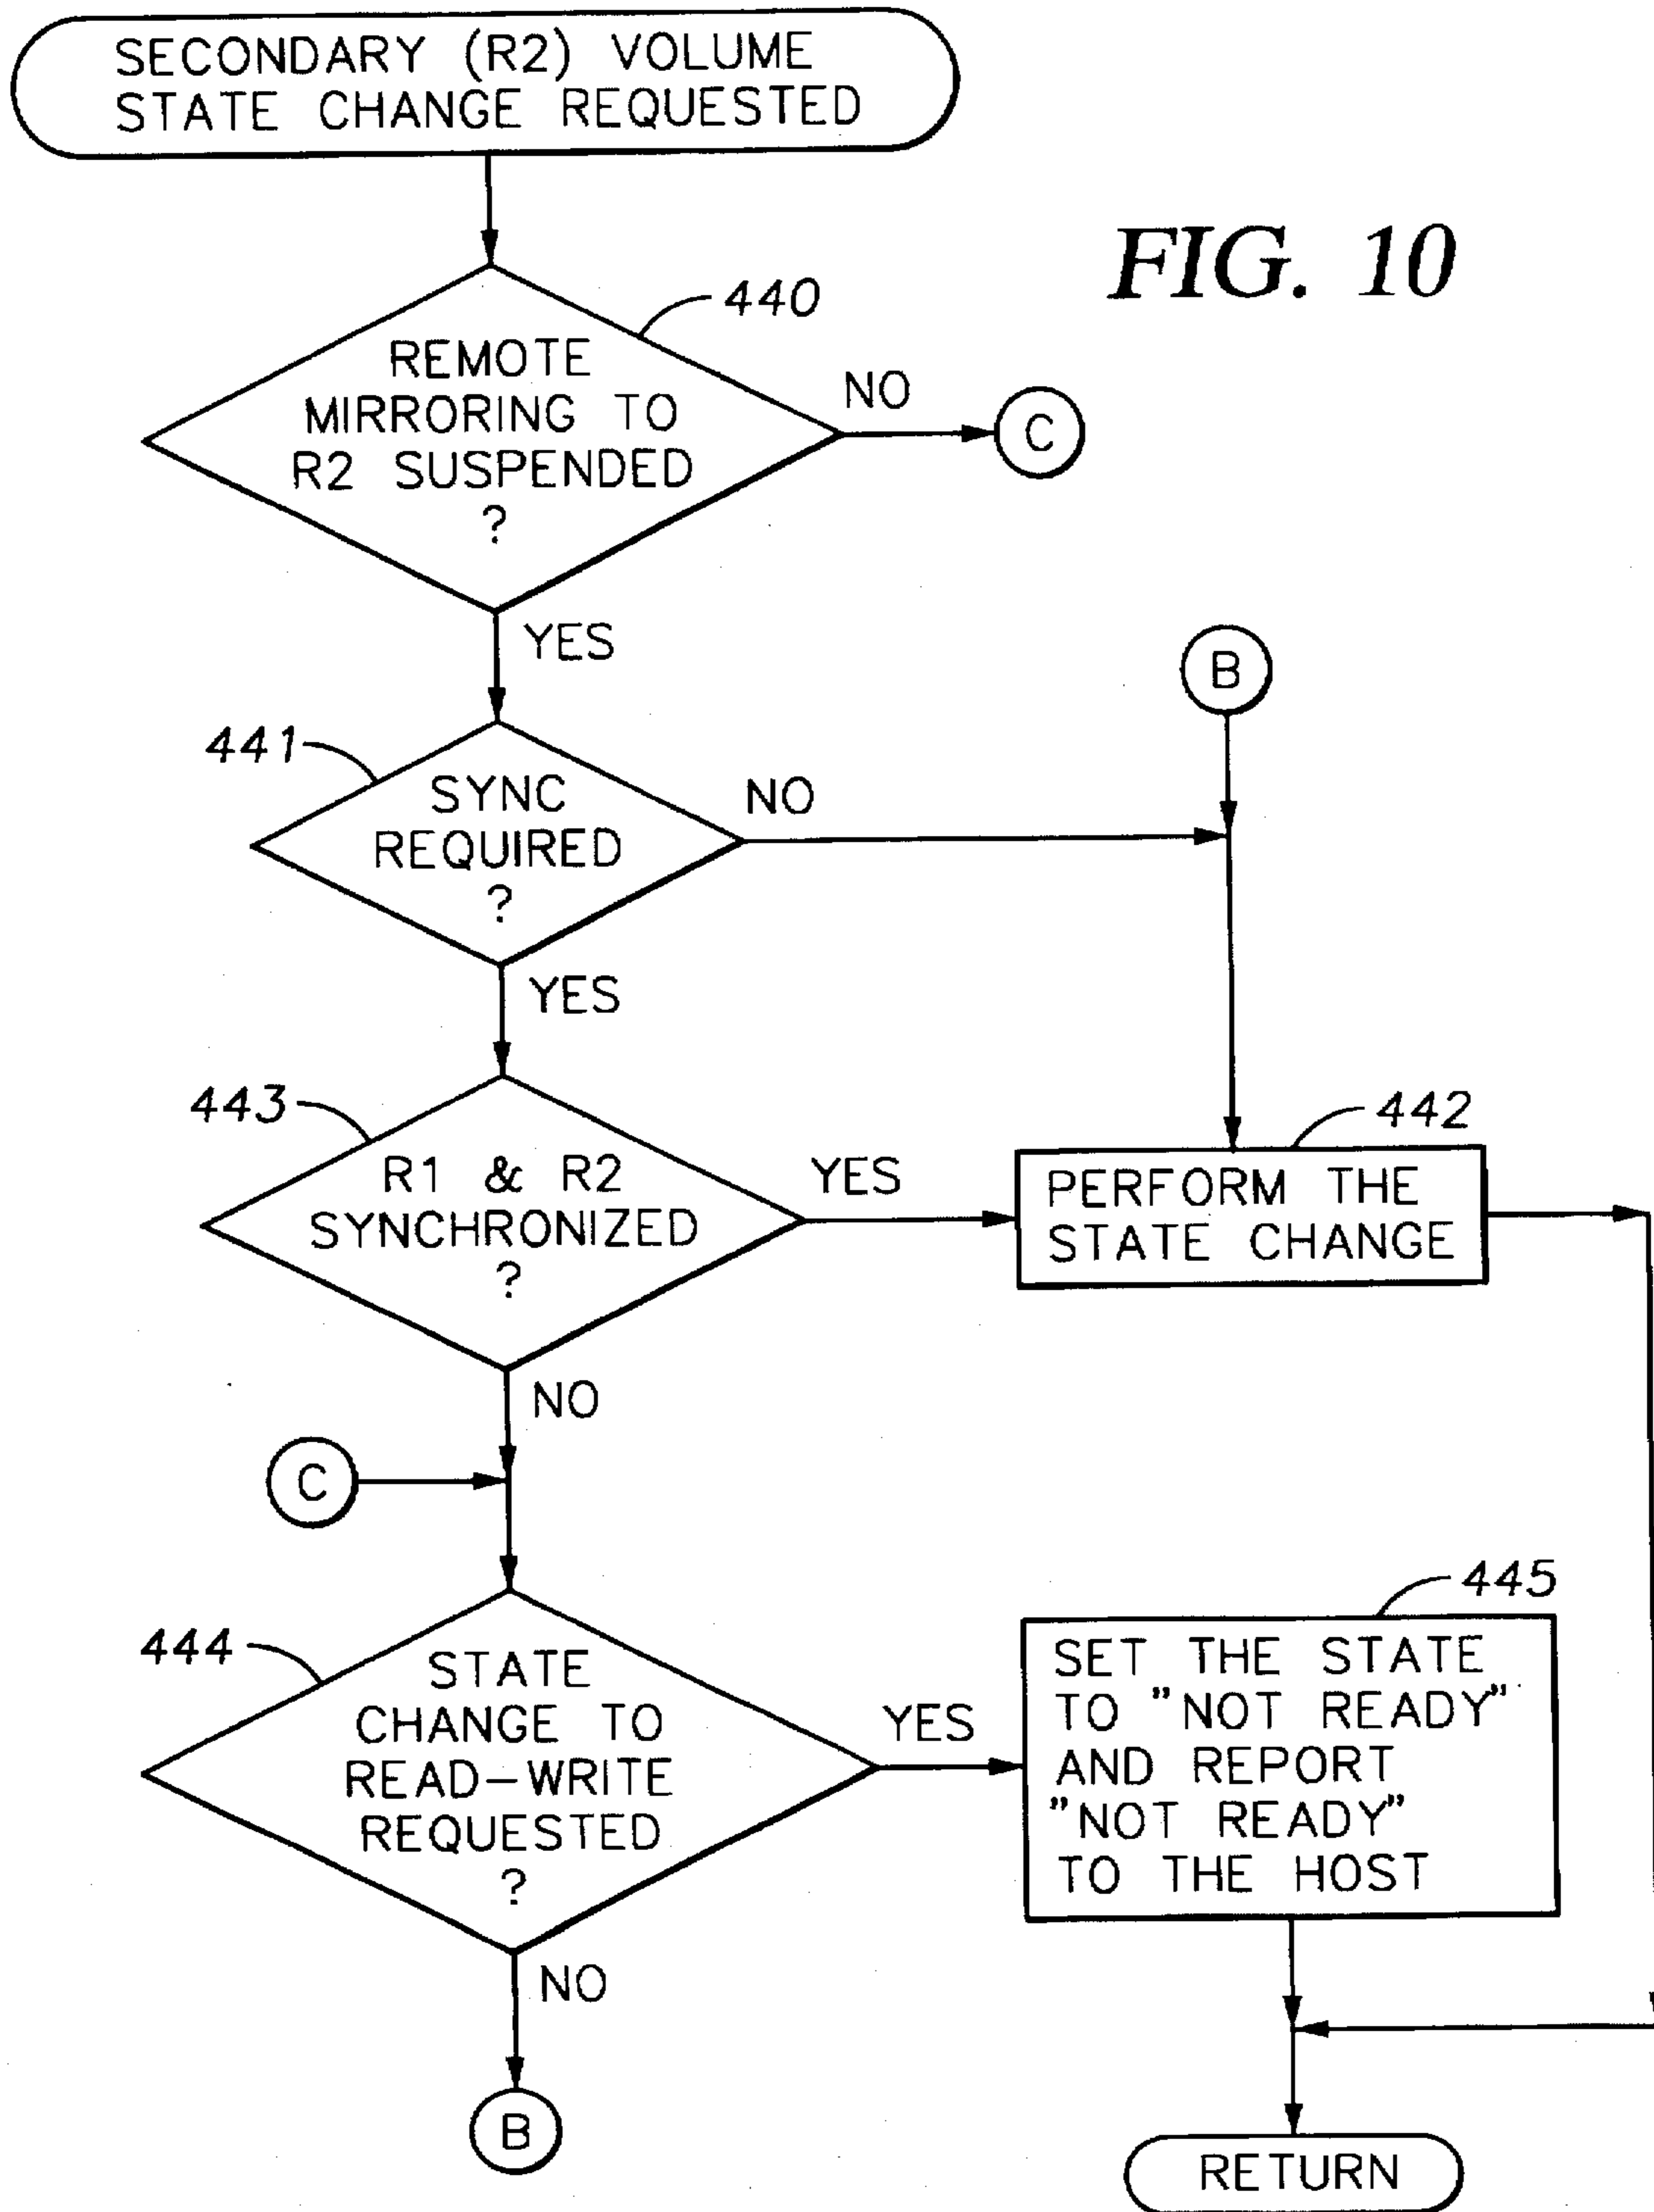 SECONDARY (R2) VOLUME
STATE CHANGE REQUESTED
FIG. 10
440
REMOTE
MIRRORING TO
R2 SUSPENDED
?
NO
C
YES
B
441
SYNC
REQUIRED
?
NO
YES
443
R1 & R2
SYNCHRONIZED
?
YES
442
PERFORM THE
STATE CHANGE
NO
C
444
STATE
CHANGE TO
READ-WRITE
REQUESTED
?
YES
445
SET THE STATE
TO "NOT READY"
AND REPORT
"NOT READY"
TO THE HOST
NO
B
RETURN